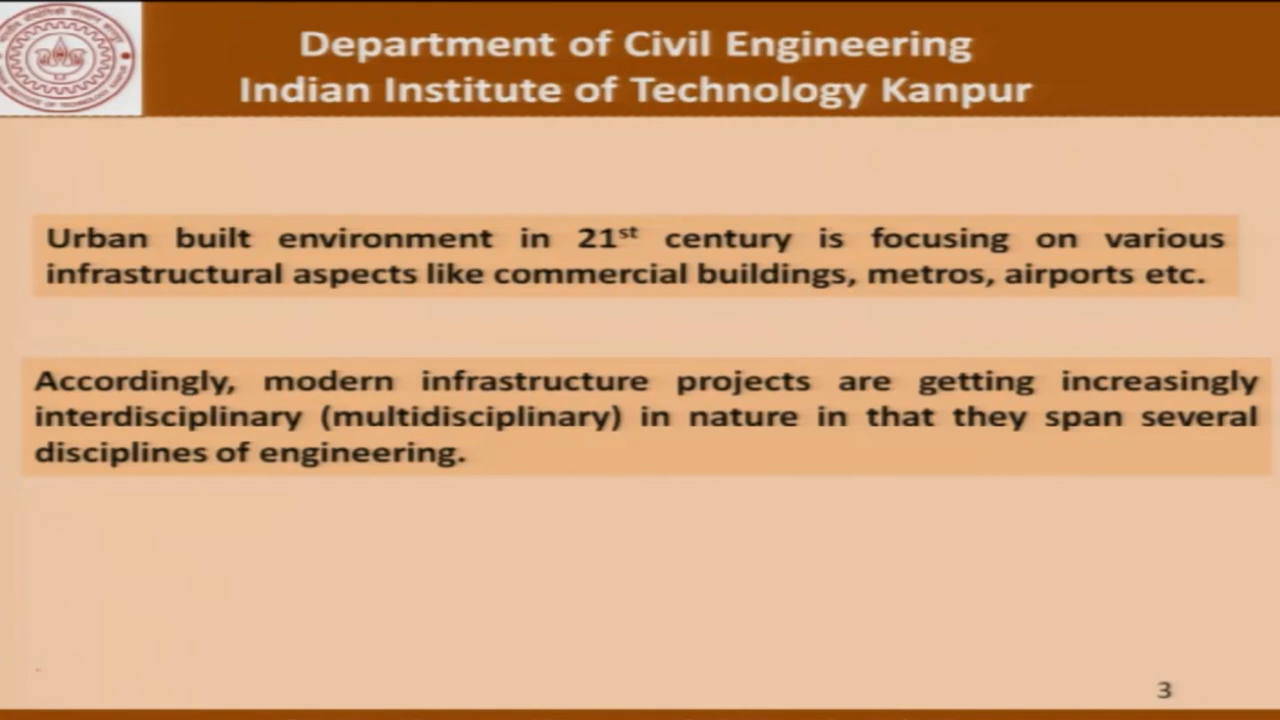 Department of Civil Engineering
Indian Institute of Technology Kanpur
Urban built environment in 21st century is focusing on various
infrastructural aspects like commercial buildings, metros, airports etc.
Accordingly, modern infrastructure projects are getting increasingly
interdisciplinary (multidisciplinary) in nature in that they span several
disciplines of engineering.
3